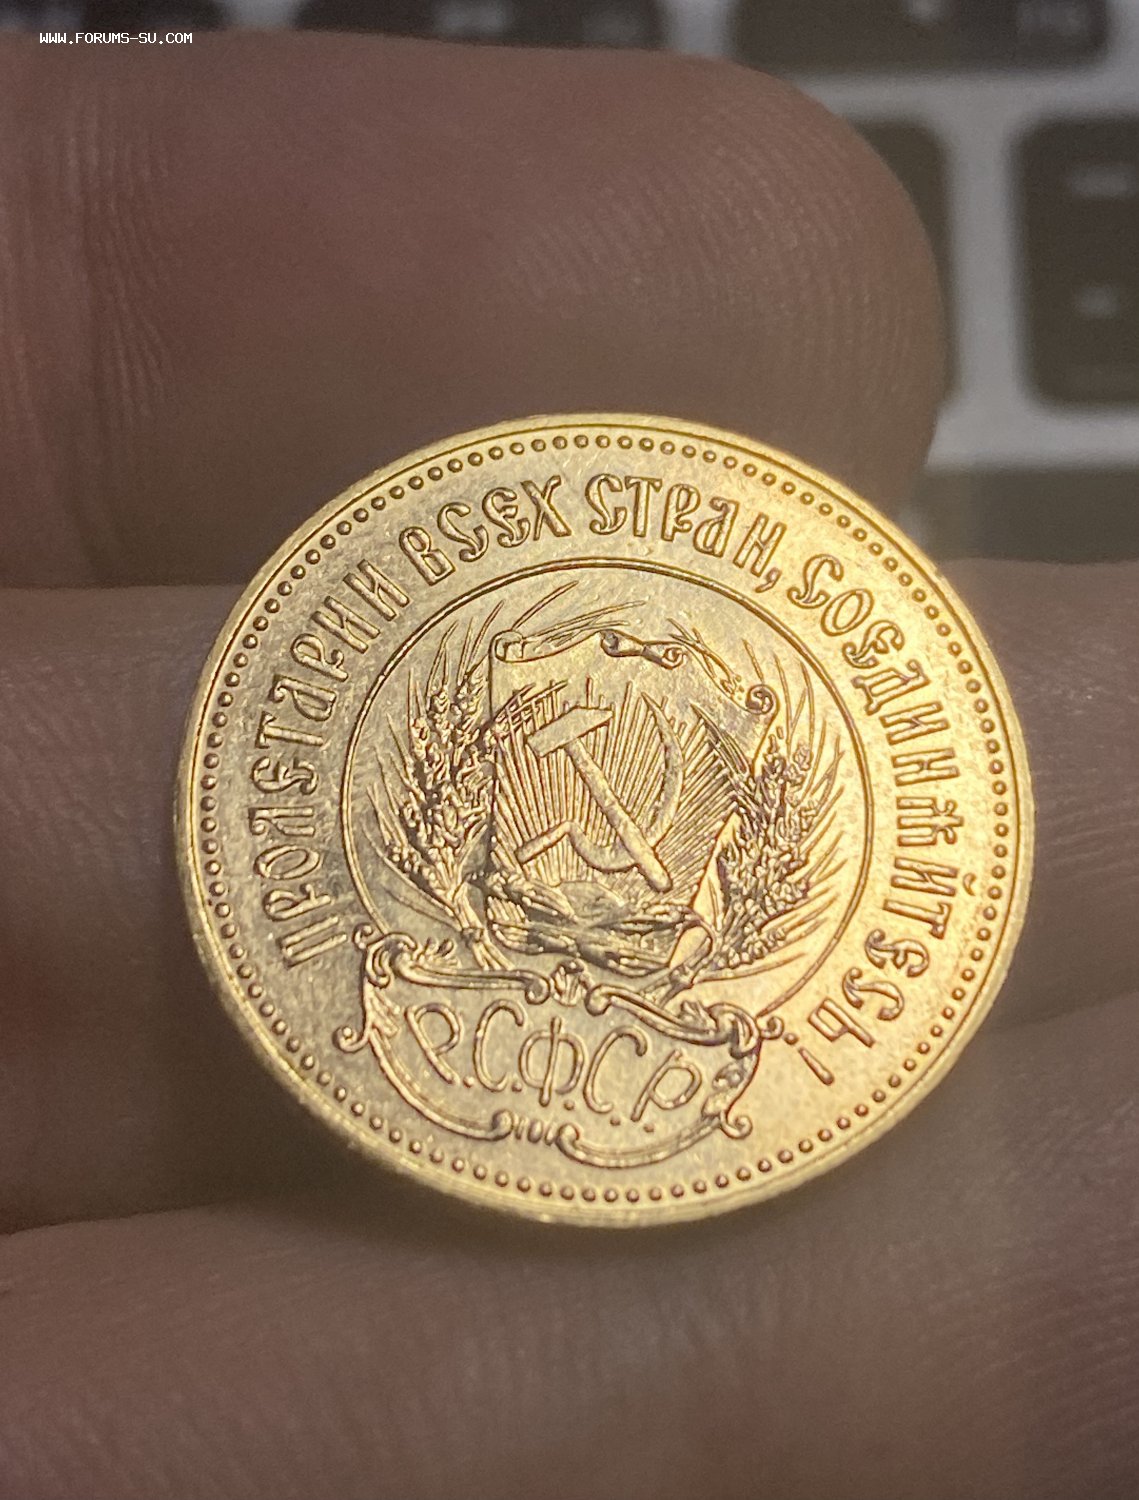 WWW.FORUMS-SU.COM
ПРОЛЕТАРИИ ВСЕХ СТРАН, СОЕДИНЯЙТЕСЬ!
Р.С.Ф.С.Р.